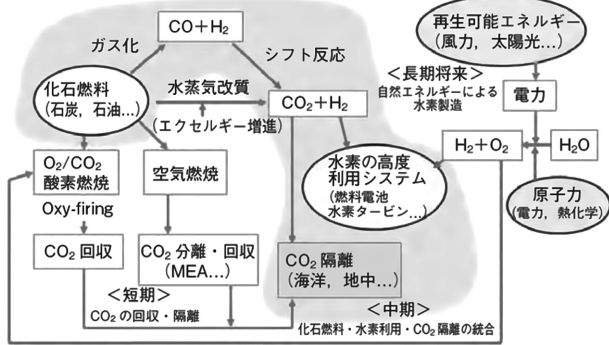 CO+H₂
ガス化
シフト反応
化石燃料
(石炭, 石油…)
水蒸気改質
(エクセルギー増進)
CO₂+H₂
再生可能エネルギー
(風力, 太陽光…)
<長期将来>
自然エネルギーによる
水素製造
電力
H₂+O₂
H₂O
原子力
(電力, 熱化学)
水素の高度
利用システム
(燃料電池
水素タービン…)
O₂/CO₂
酸素燃焼
空気燃焼
Oxy-firing
CO₂ 回収
CO₂ 分離・回収
(MEA…)
CO₂ 隔離
(海洋, 地中…)
<短期>
CO₂ の回収・隔離
<中期>
化石燃料・水素利用・CO₂ 隔離の統合